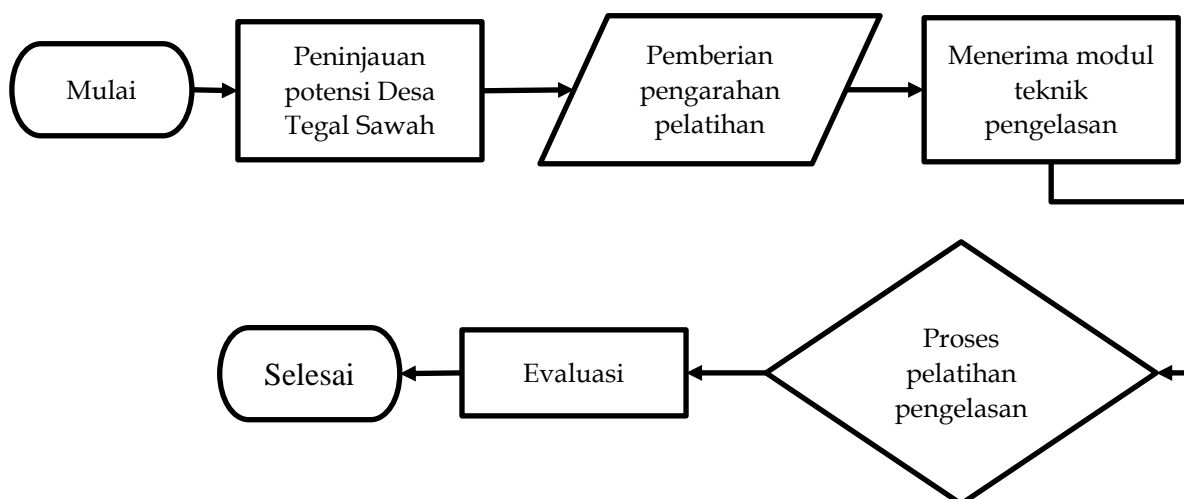 Mulai
Peninjauan
potensi Desa
Tegal Sawah
Pemberian
pengarahan
pelatihan
Menerima modul
teknik
pengelasan
Proses
pelatihan
pengelasan
Evaluasi
Selesai